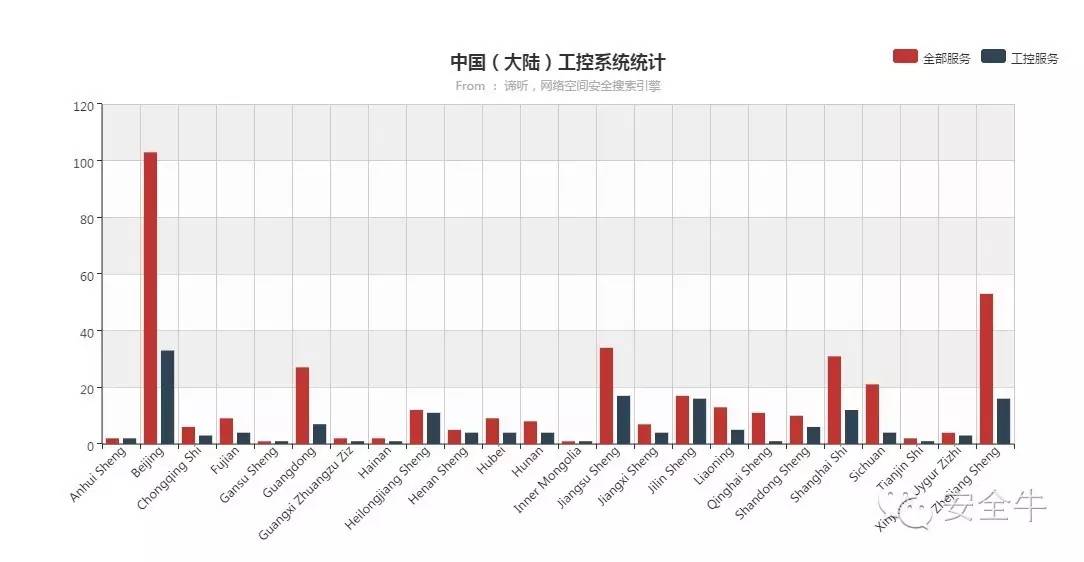 中国（大陆）工控系统统计
From ：谛听，网络空间安全搜索引擎
全部服务
工控服务
120
100
80
60
40
20
0
Anhui Sheng
Beijing
Chongqing Shi
Fujian
Gansu Sheng
Guangdong
Guangxi Zhuangzu Ziz
Hainan
Heilongjiang Sheng
Henan Sheng
Hubei
Hunan
Inner Mongolia
Jiangsu Sheng
Jiangxi Sheng
Jilin Sheng
Liaoning
Qinghai Sheng
Shandong Sheng
Shanghai Shi
Sichuan
Tianjin Shi
Uygur Zizhi
Zhejiang Sheng
安全牛